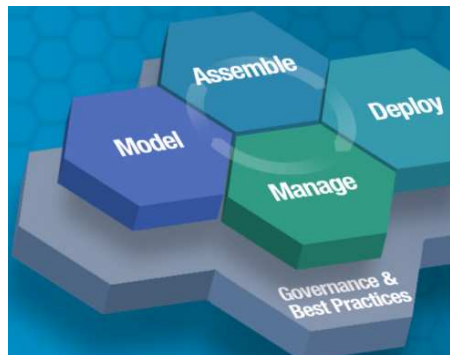 Assemble
Deploy
Model
Manage
Governance &
Best Practices